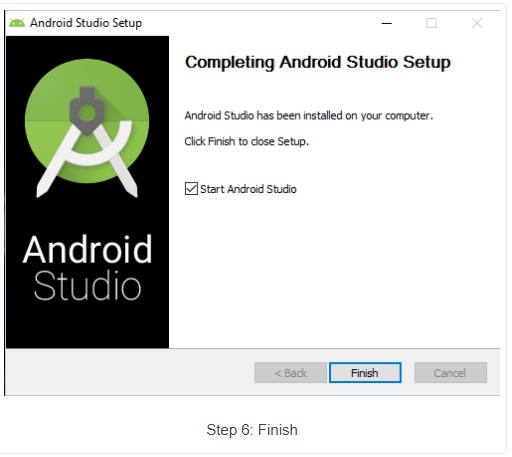 Android Studio Setup
Completing Android Studio Setup
Android Studio has been installed on your computer.
Click Finish to close Setup.
Start Android Studio
Android
Studio
< Back
Finish
Cancel
Step 6: Finish